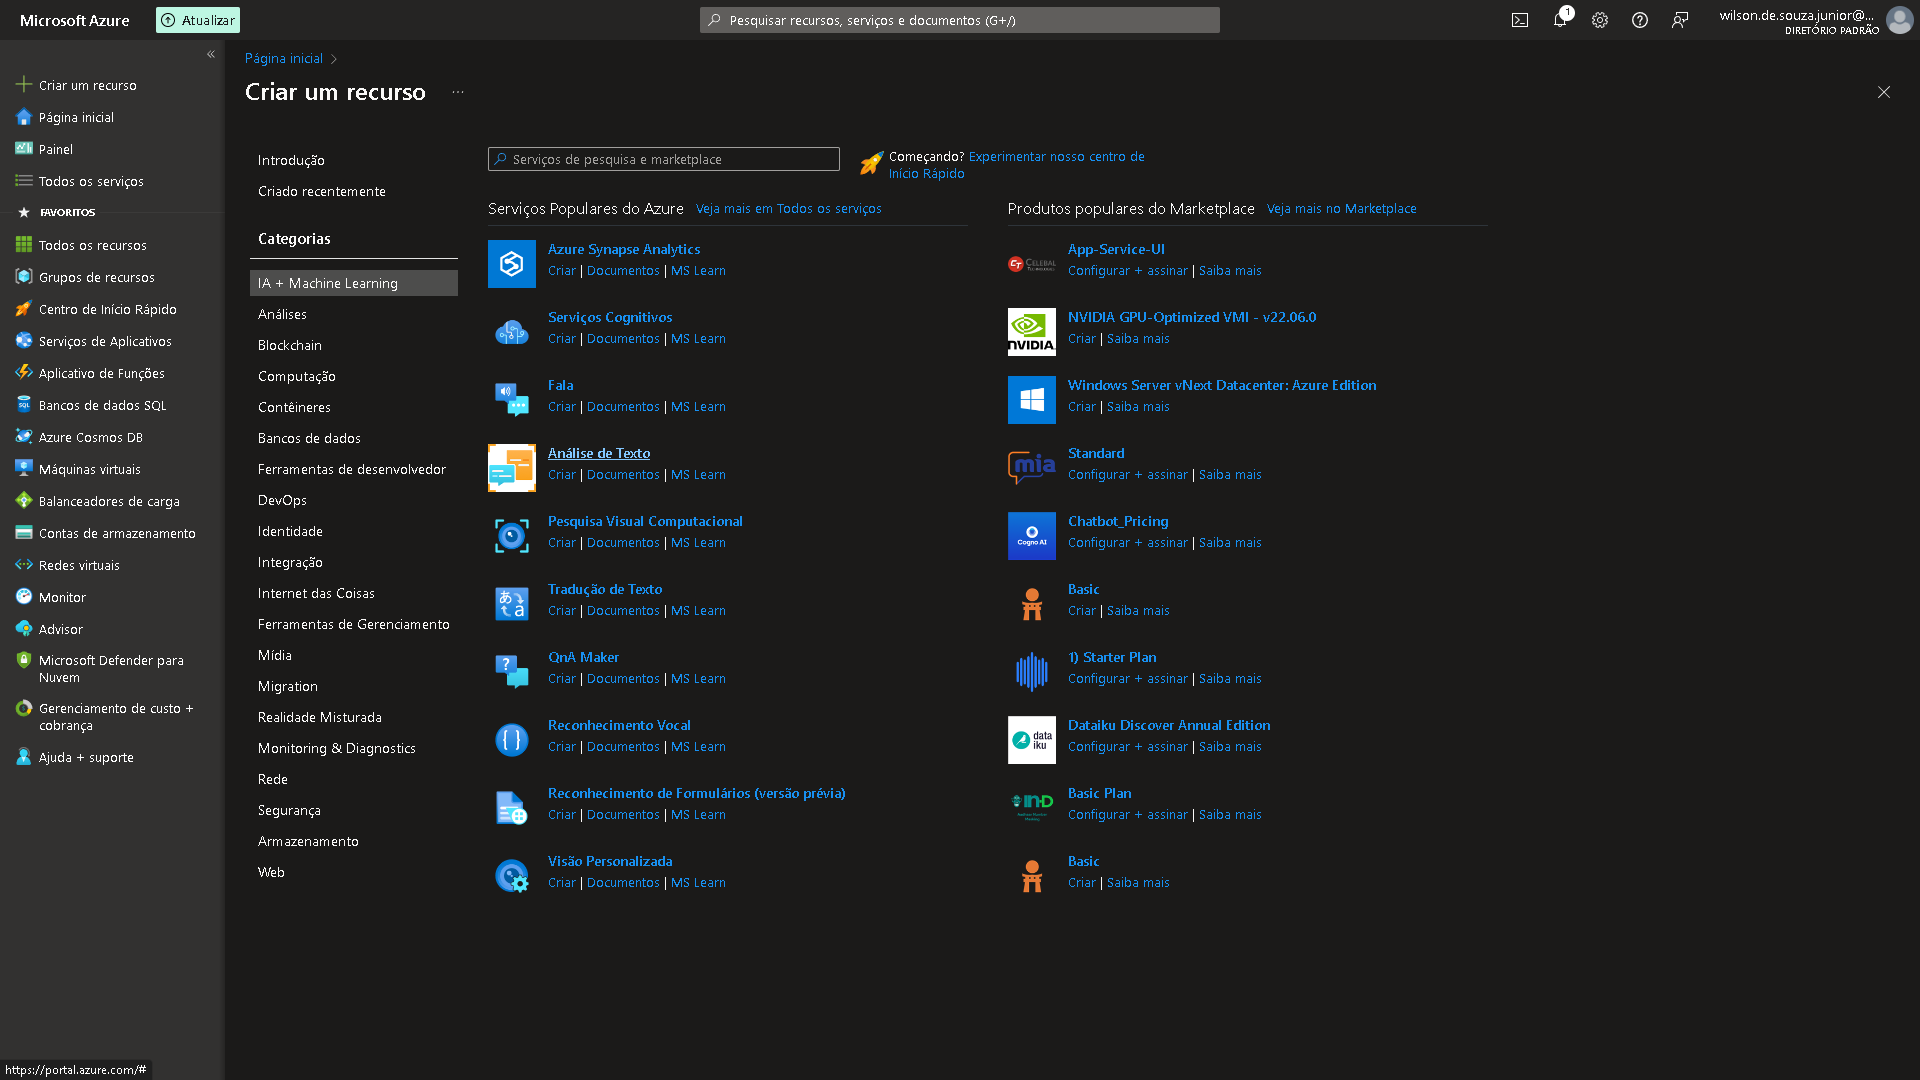 Microsoft Azure
Atualizar
Pesquisar recursos, serviços e documentos (G+/)
1
wilson.de.souza.junior@...
DIRETÓRIO PADRÃO
«
Criar um recurso
Página inicial
Painel
Todos os serviços
FAVORITOS
Todos os recursos
Grupos de recursos
Centro de Início Rápido
Serviços de Aplicativos
Aplicativo de Funções
SQL
Bancos de dados SQL
Azure Cosmos DB
Máquinas virtuais
Balanceadores de carga
Contas de armazenamento
Redes virtuais
Monitor
Advisor
Microsoft Defender para
Nuvem
Gerenciamento de custo +
cobrança
Ajuda + suporte
https://portal.azure.com/#
Página inicial >
Criar um recurso ...
Introdução
Criado recentemente
Categorias
IA + Machine Learning
Análises
Blockchain
Computação
Contêineres
Bancos de dados
Ferramentas de desenvolvedor
DevOps
Identidade
Integração
Internet das Coisas
Ferramentas de Gerenciamento
Mídia
Migration
Realidade Misturada
Monitoring & Diagnostics
Rede
Segurança
Armazenamento
Web
Serviços de pesquisa e marketplace
Começando? Experimentar nosso centro de
Início Rápido
Serviços Populares do Azure Veja mais em Todos os serviços
Azure Synapse Analytics
Criar | Documentos | MS Learn
Serviços Cognitivos
Criar | Documentos | MS Learn
Fala
Criar | Documentos | MS Learn
Análise de Texto
Criar | Documentos | MS Learn
Pesquisa Visual Computacional
Criar | Documentos | MS Learn
あ a
Tradução de Texto
Criar | Documentos | MS Learn
?
QnA Maker
Criar | Documentos | MS Learn
{ }
Reconhecimento Vocal
Criar | Documentos | MS Learn
Reconhecimento de Formulários (versão prévia)
Criar | Documentos | MS Learn
Visão Personalizada
Criar | Documentos | MS Learn
Produtos populares do Marketplace Veja mais no Marketplace
CT CELEBAL
TECHNOLOGIES
App-Service-UI
Configurar + assinar | Saiba mais
NVIDIA
NVIDIA GPU-Optimized VMI - v22.06.0
Criar | Saiba mais
Windows Server vNext Datacenter: Azure Edition
Criar | Saiba mais
mia
Standard
Configurar + assinar | Saiba mais
Cogno AI
Chatbot_Pricing
Configurar + assinar | Saiba mais
Basic
Criar | Saiba mais
1) Starter Plan
Configurar + assinar | Saiba mais
data
iku
Dataiku Discover Annual Edition
Configurar + assinar | Saiba mais
IN-D
Basic Plan
Configurar + assinar | Saiba mais
Basic
Criar | Saiba mais